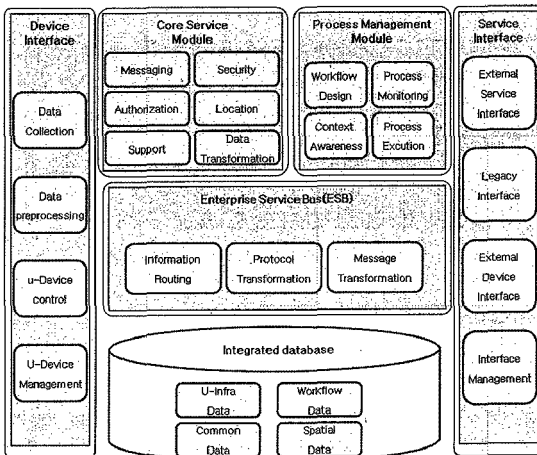 Device
Interface
Data
Collection
Data
preprocessing
u-Device
control
U-Device
Management
Core Service
Module
Messaging
Security
Authorization
Location
Support
Data
Transformation
Process Management
Module
Workflow
Design
Process
Monitoring
Context
Awareness
Process
Excution
Enterprise Service Bus(ESB)
Information
Routing
Protocol
Transformation
Message
Transformation
Integrated database
U-Infra
Data
Workflow
Data
Common
Data
Spatial
Data
Service
Interface
External
Service
Interface
Legacy
Interface
External
Device
Interface
Interface
Management